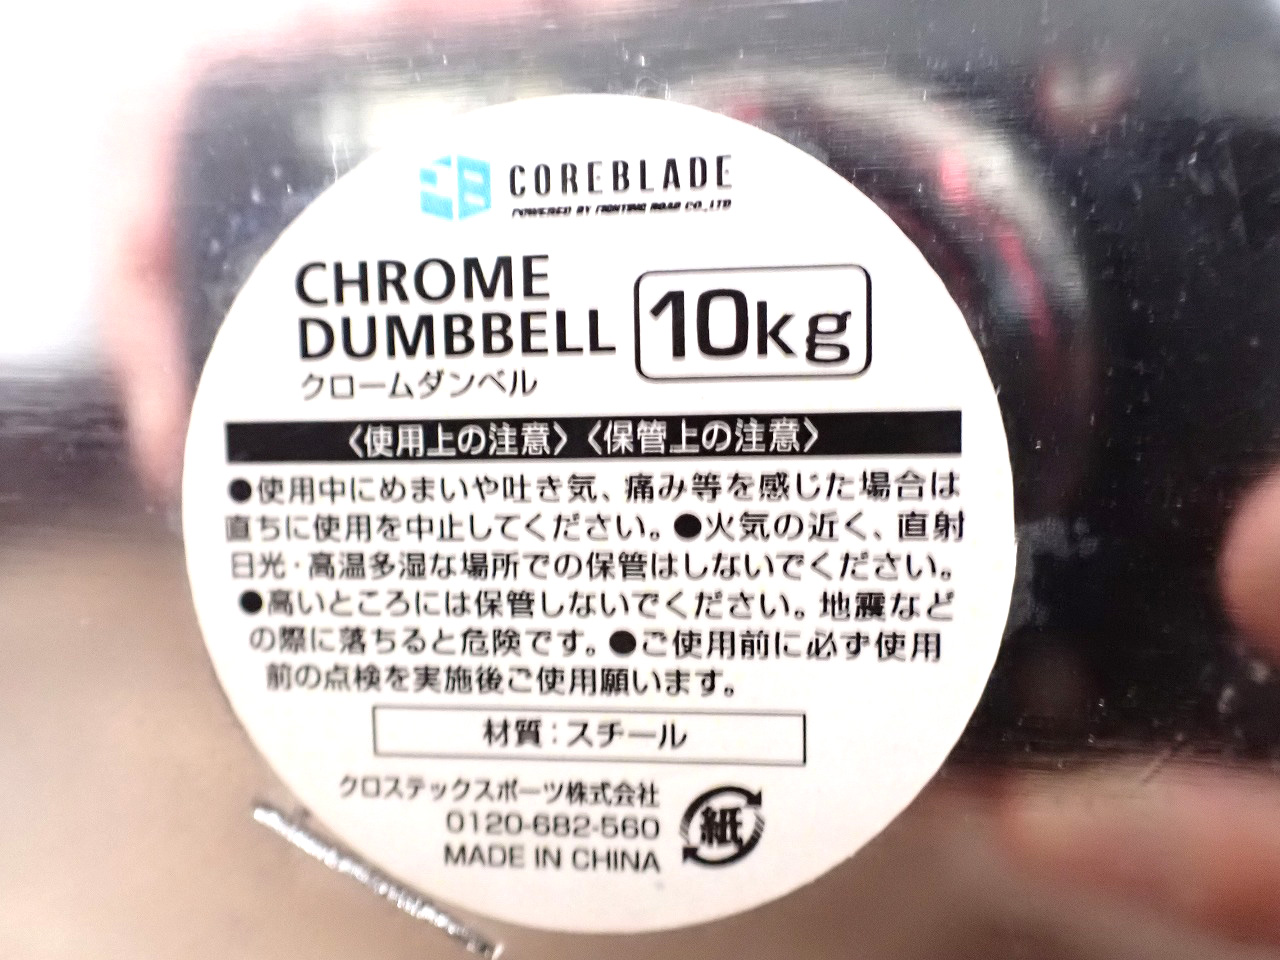 COREBLADE
POWERED BY FIGHTING ROAD CO.,LTD
CHROME
DUMBBELL
10kg
クロームダンベル
〈使用上の注意〉〈保管上の注意〉
●使用中にめまいや吐き気、痛み等を感じた場合は
直ちに使用を中止してください。●火気の近く、直射
日光・高温多湿な場所での保管はしないでください。
●高いところには保管しないでください。地震など
の際に落ちると危険です。●ご使用前に必ず使用
前の点検を実施後ご使用願います。
材質：スチール
クロステックスポーツ株式会社
0120-682-560
MADE IN CHINA
紙